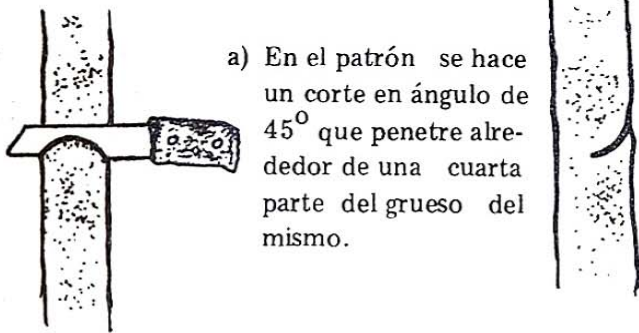 a) En el patrón se hace
un corte en ángulo de
45° que penetre alre-
dedor de una cuarta
parte del grueso del
mismo.